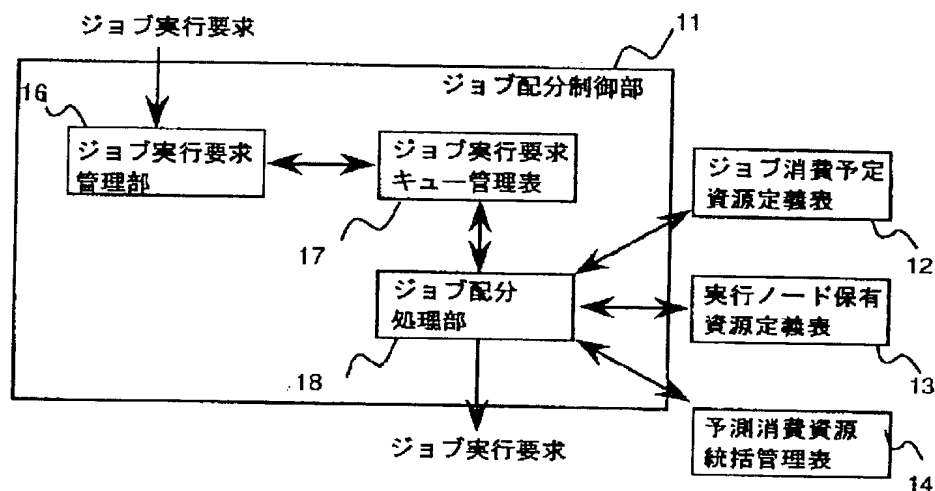 ジョブ実行要求
11
ジョブ配分制御部
16
ジョブ実行要求
管理部
ジョブ実行要求
キュー管理表
17
ジョブ消費予定
資源定義表
12
ジョブ配分
処理部
18
実行ノード保有
資源定義表
13
ジョブ実行要求
予測消費資源
統括管理表
14